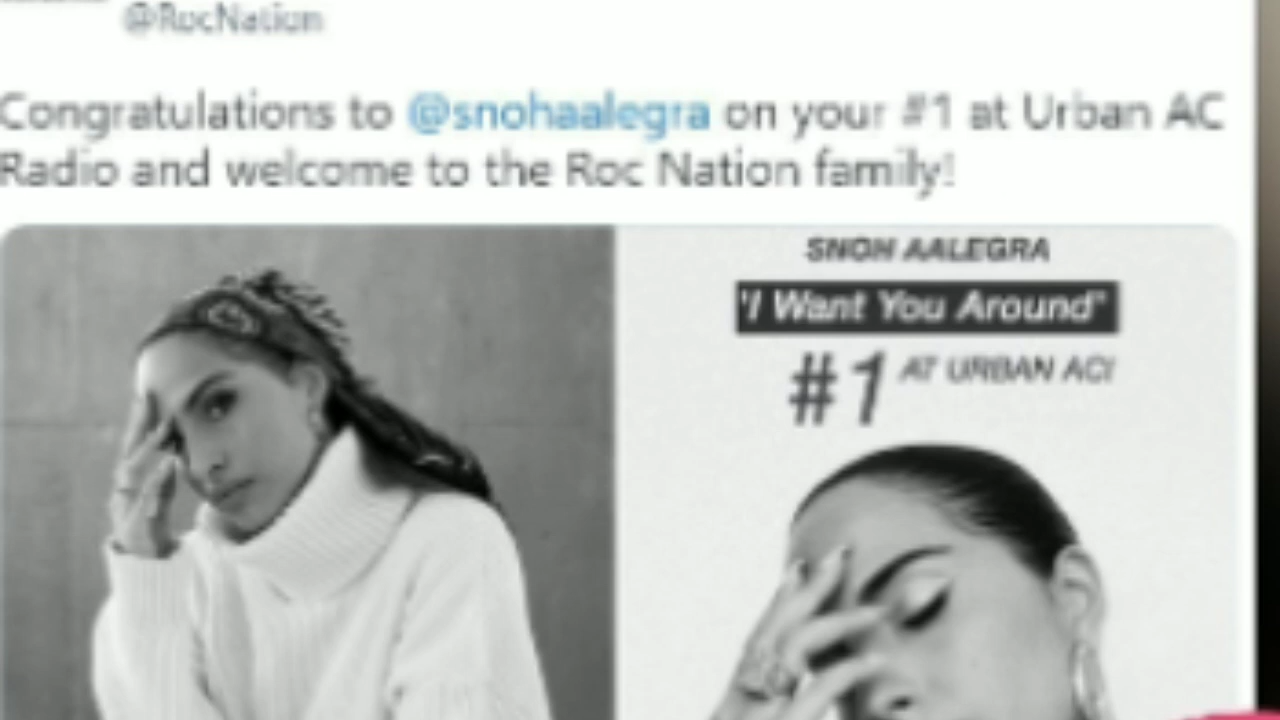 @RocNation
Congratulations to @snohaalegra on your #1 at Urban AC
Radio and welcome to the Roc Nation family!
SNOH AALEGRA
'I Want You Around'
#1 AT URBAN AC!